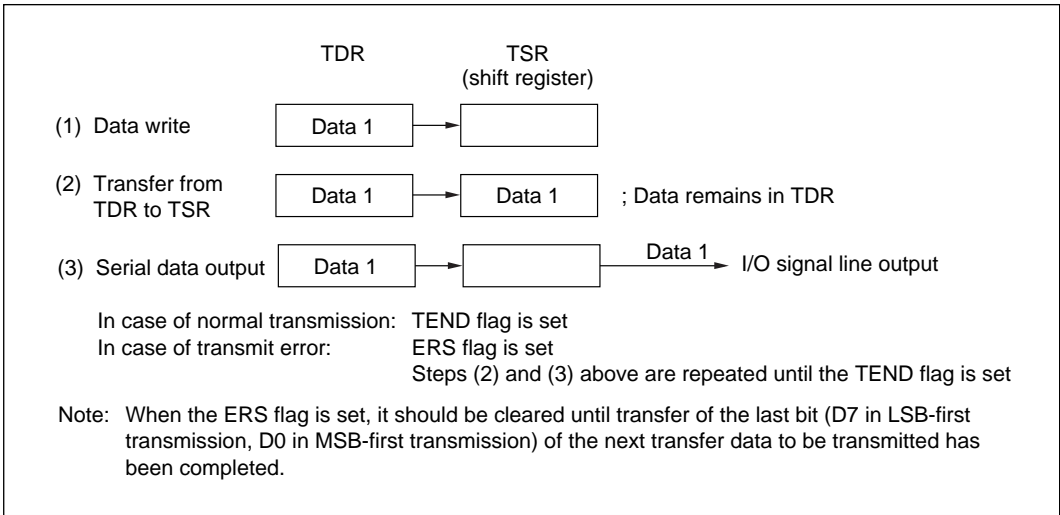 TDR TSR
(shift register)
(1) Data write Data 1
(2) Transfer from Data 1 Data 1 ; Data remains in TDR
TDR to TSR
(3) Serial data output Data 1 Data 1 I/O signal line output
In case of normal transmission: TEND flag is set
In case of transmit error: ERS flag is set
Steps (2) and (3) above are repeated until the TEND flag is set
Note: When the ERS flag is set, it should be cleared until transfer of the last bit (D7 in LSB-first
transmission, D0 in MSB-first transmission) of the next transfer data to be transmitted has
been completed.